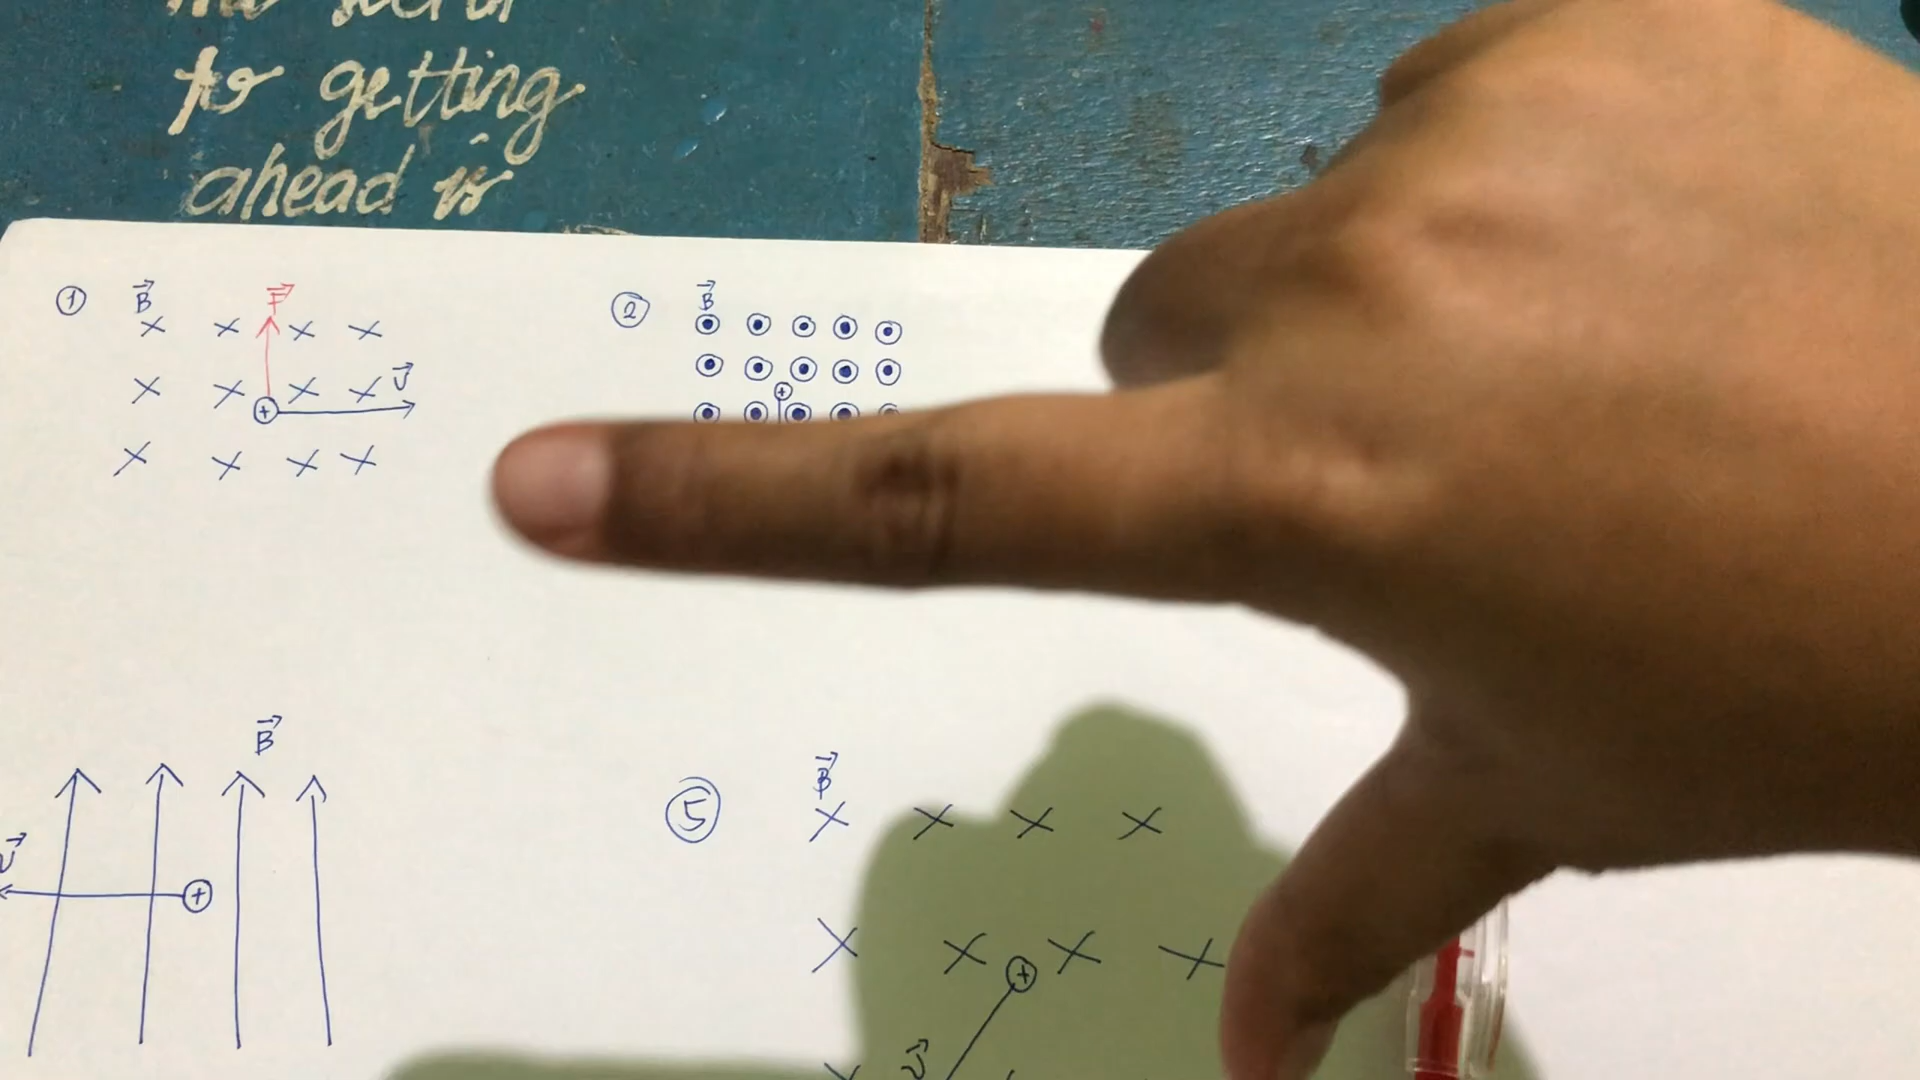 to getting
ahead is
① B⃗ F⃗
× × × ×
× × × × v⃗
+
× × × ×
② B⃗
+
B⃗
v⃗
+
⑤ B⃗
× × × ×
× × × ×
+
v⃗